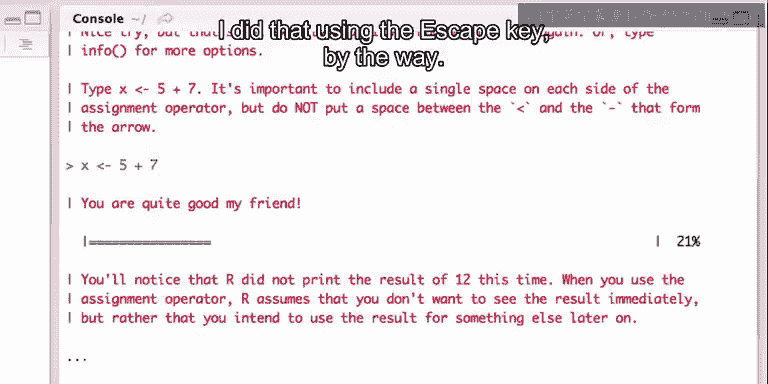 Console ~/
I did that using the Escape key,
by the way.
| Nice try, but
| info() for more options.
| Type x <- 5 + 7. It's important to include a single space on each side of the
| assignment operator, but do NOT put a space between the `<` and the `-` that form
| the arrow.
> x <- 5 + 7
| You are quite good my friend!
|================ | 21%
| You'll notice that R did not print the result of 12 this time. When you use the
| assignment operator, R assumes that you don't want to see the result immediately,
| but rather that you intend to use the result for something else later on.
...